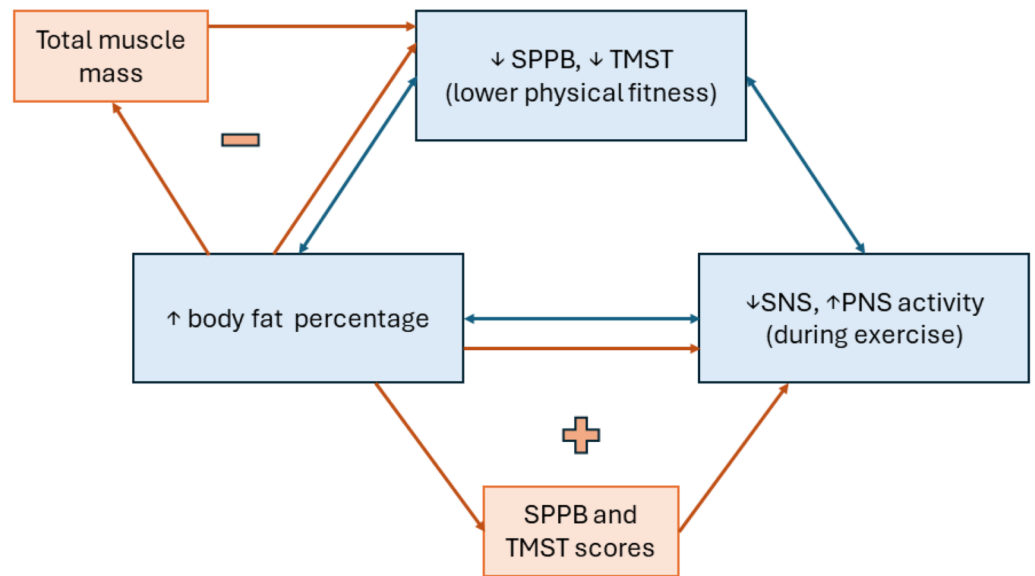 Total muscle
mass
↓ SPPB, ↓ TMST
(lower physical fitness)
↑ body fat percentage
↓SNS, ↑PNS activity
(during exercise)
SPPB and
TMST scores